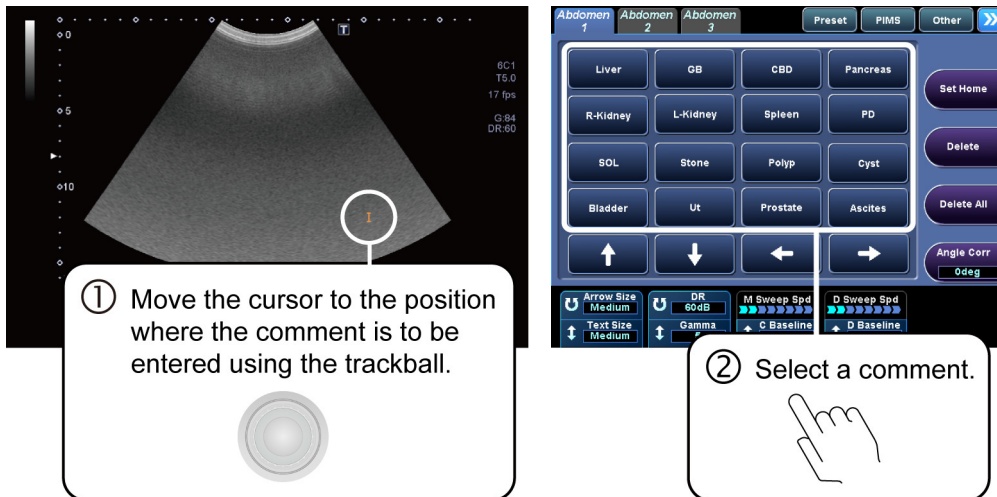 0
5
10
T
6C1
T5.0
17 fps
G:84
DR:60
I
① Move the cursor to the position
where the comment is to be
entered using the trackball.
Abdomen 1 Abdomen 2 Abdomen 3 Preset PIMS Other
Liver GB CBD Pancreas
Set Home
R-Kidney L-Kidney Spleen PD
Delete
SOL Stone Polyp Cyst
Bladder Ut Prostate Ascites
Delete All
Angle Corr
0deg
Arrow Size DR M Sweep Spd D Sweep Spd
Medium 60dB
Text Size Gamma C Baseline D Baseline
Medium
② Select a comment.